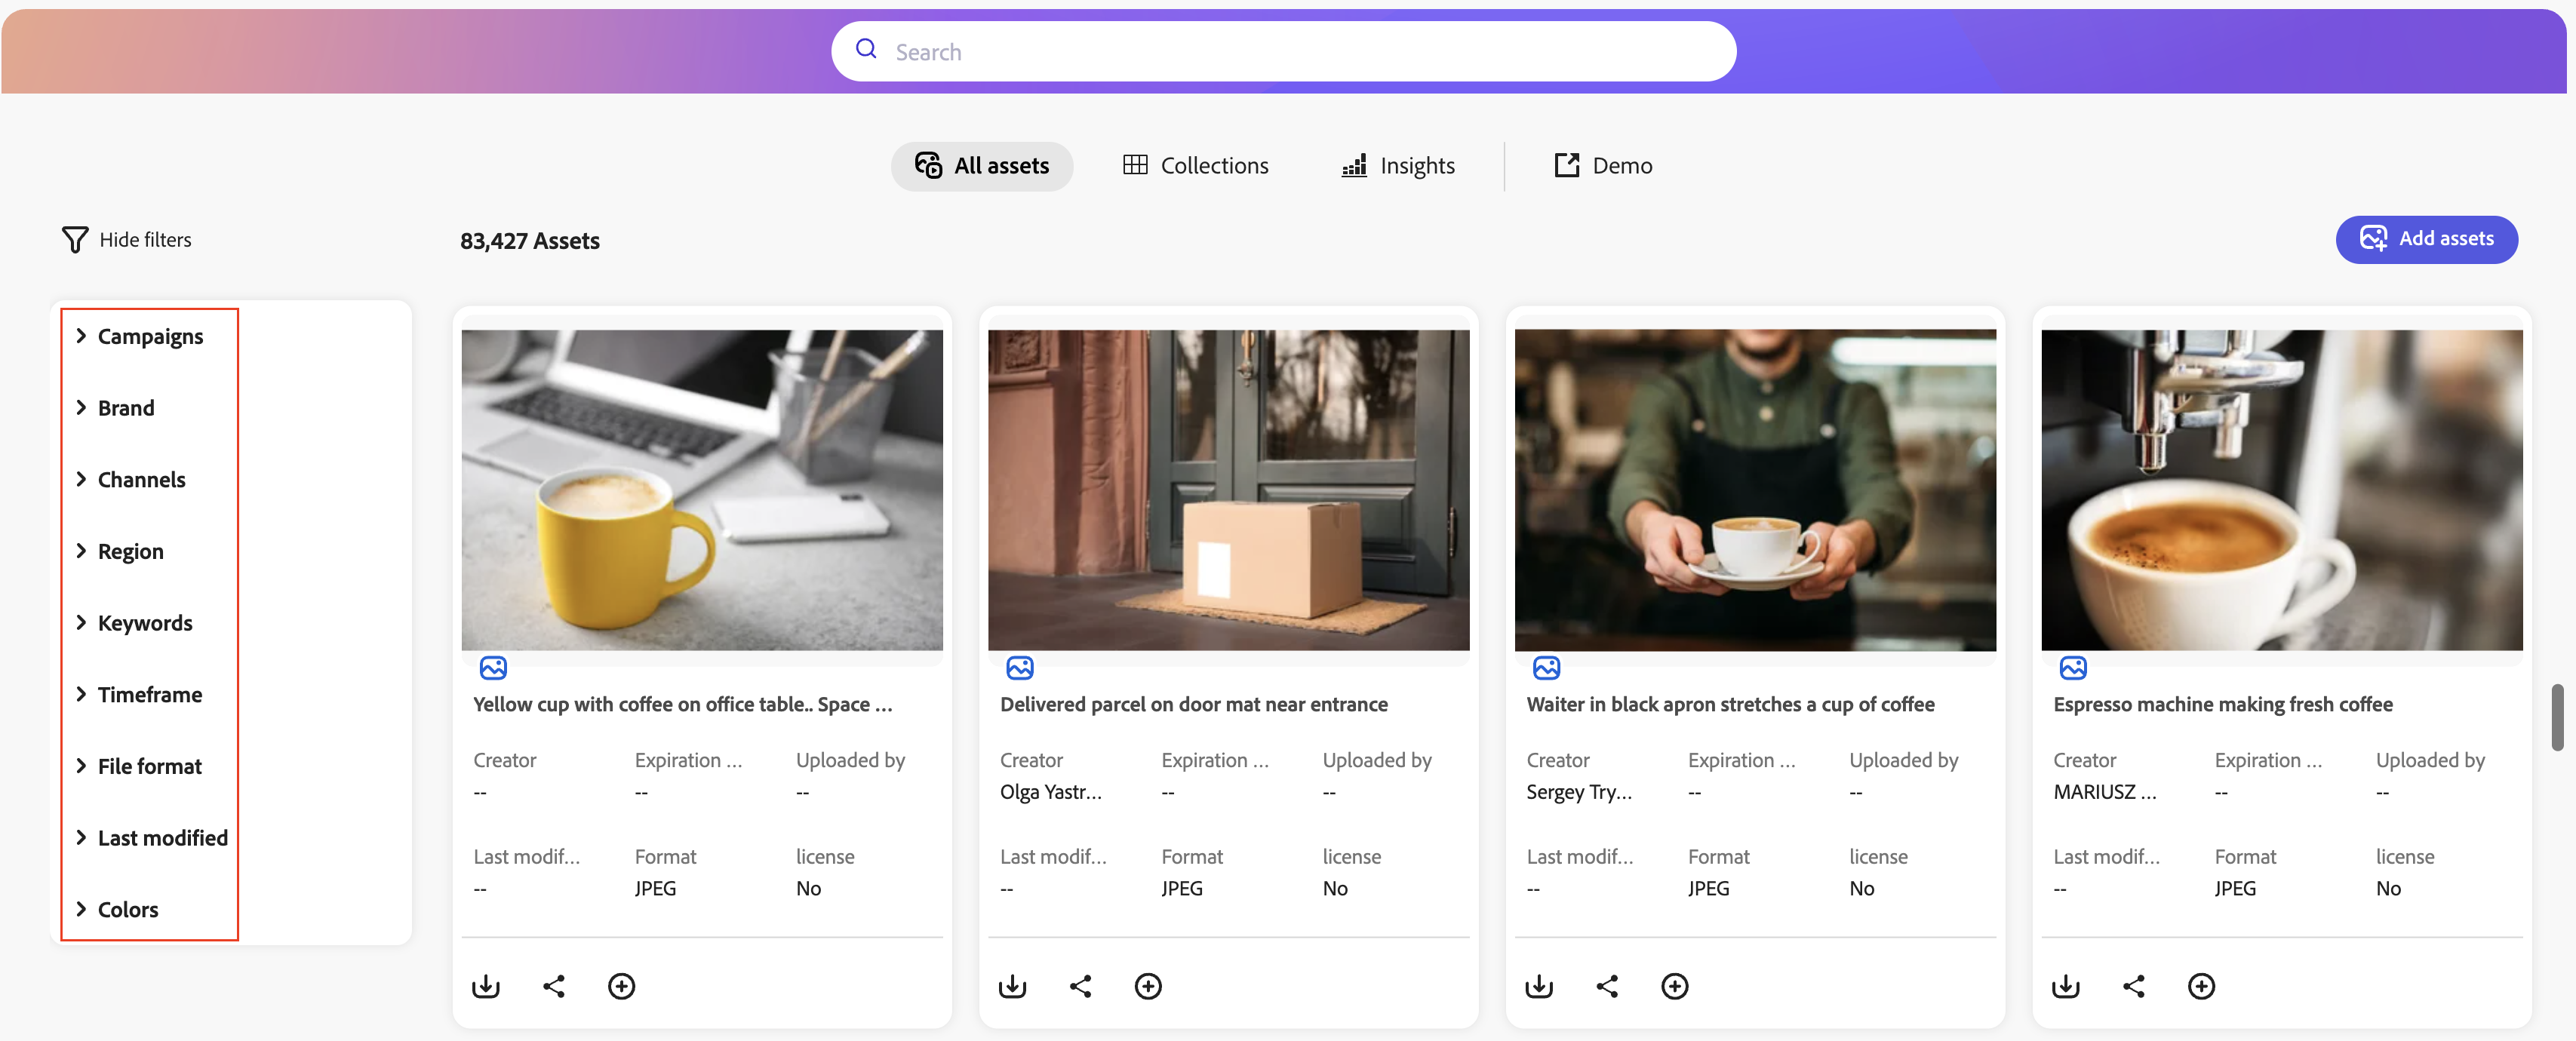 Search
All assets
Collections
Insights
Demo
Hide filters
83,427 Assets
Add assets
Campaigns
Brand
Channels
Region
Keywords
Timeframe
File format
Last modified
Colors
Yellow cup with coffee on office table.. Space ...
Creator
Expiration ...
Uploaded by
--
--
--
Last modif...
Format
license
--
JPEG
No
Delivered parcel on door mat near entrance
Creator
Expiration ...
Uploaded by
Olga Yastr...
--
--
Last modif...
Format
license
--
JPEG
No
Waiter in black apron stretches a cup of coffee
Creator
Expiration ...
Uploaded by
Sergey Try...
--
--
Last modif...
Format
license
--
JPEG
No
Espresso machine making fresh coffee
Creator
Expiration ...
Uploaded by
MARIUSZ ...
--
--
Last modif...
Format
license
--
JPEG
No